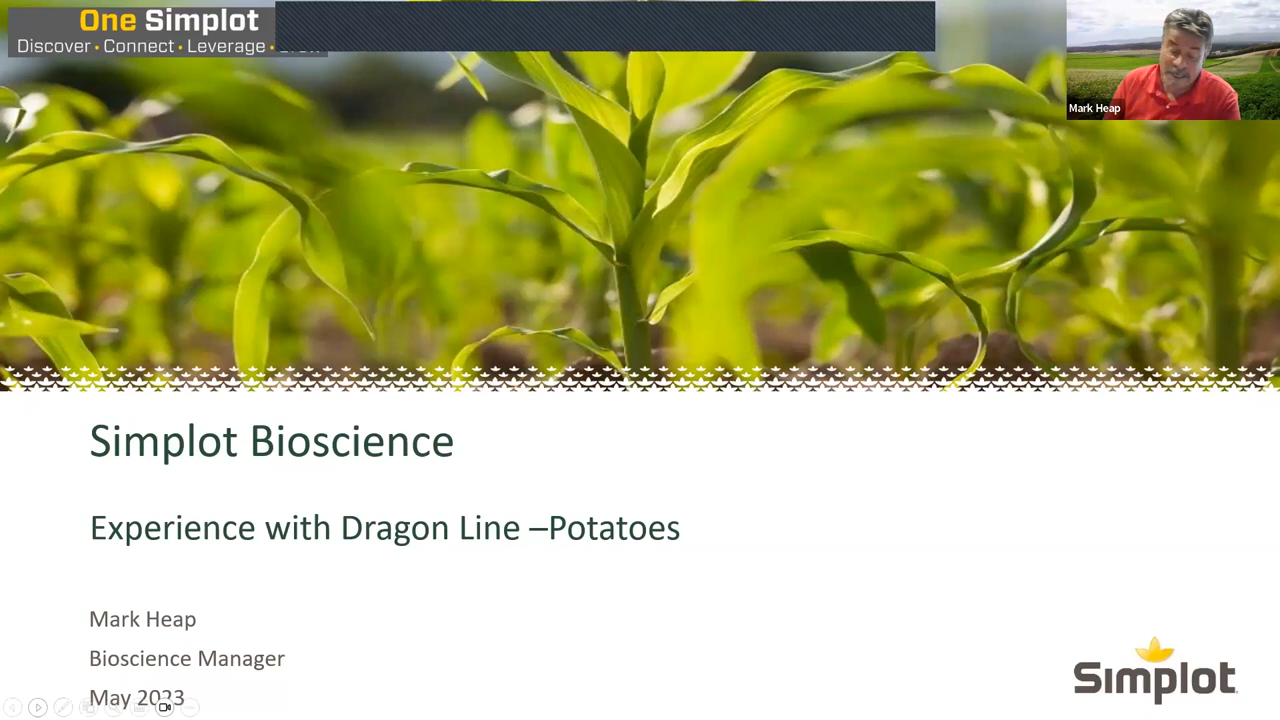 One Simplot
Discover • Connect • Leverage •
Mark Heap
Simplot Bioscience
Experience with Dragon Line –Potatoes
Mark Heap
Bioscience Manager
May 2023
Simplot